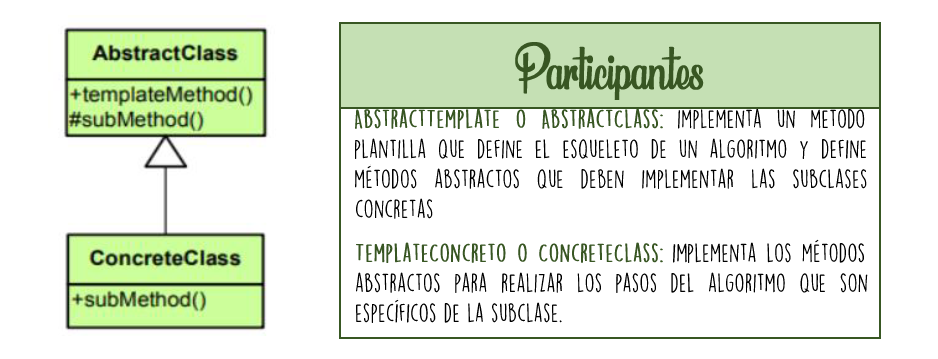 AbstractClass
+templateMethod()
#subMethod()
ConcreteClass
+subMethod()
Participantes
ABSTRACTTEMPLATE O ABSTRACTCLASS: IMPLEMENTA UN METODO
PLANTILLA QUE DEFINE EL ESQUELETO DE UN ALGORITMO Y DEFINE
MÉTODOS ABSTRACTOS QUE DEBEN IMPLEMENTAR LAS SUBCLASES
CONCRETAS
TEMPLATECONCRETO O CONCRETECLASS: IMPLEMENTA LOS MÉTODOS
ABSTRACTOS PARA REALIZAR LOS PASOS DEL ALGORITMO QUE SON
ESPECÍFICOS DE LA SUBCLASE.